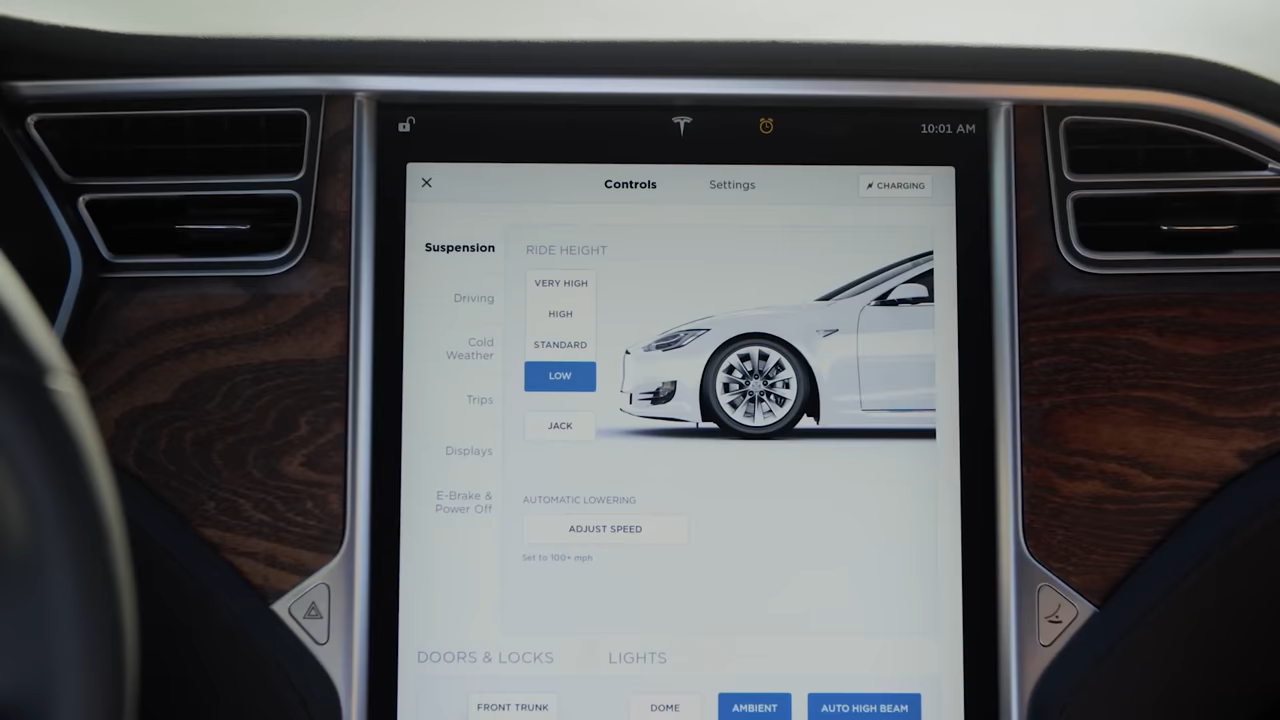 10:01 AM
Controls
Settings
CHARGING
Suspension
RIDE HEIGHT
VERY HIGH
Driving
HIGH
Cold
Weather
STANDARD
LOW
Trips
JACK
Displays
E-Brake &
Power Off
AUTOMATIC LOWERING
ADJUST SPEED
Set to 100+ mph
DOORS & LOCKS
LIGHTS
FRONT TRUNK
DOME
AMBIENT
AUTO HIGH BEAM